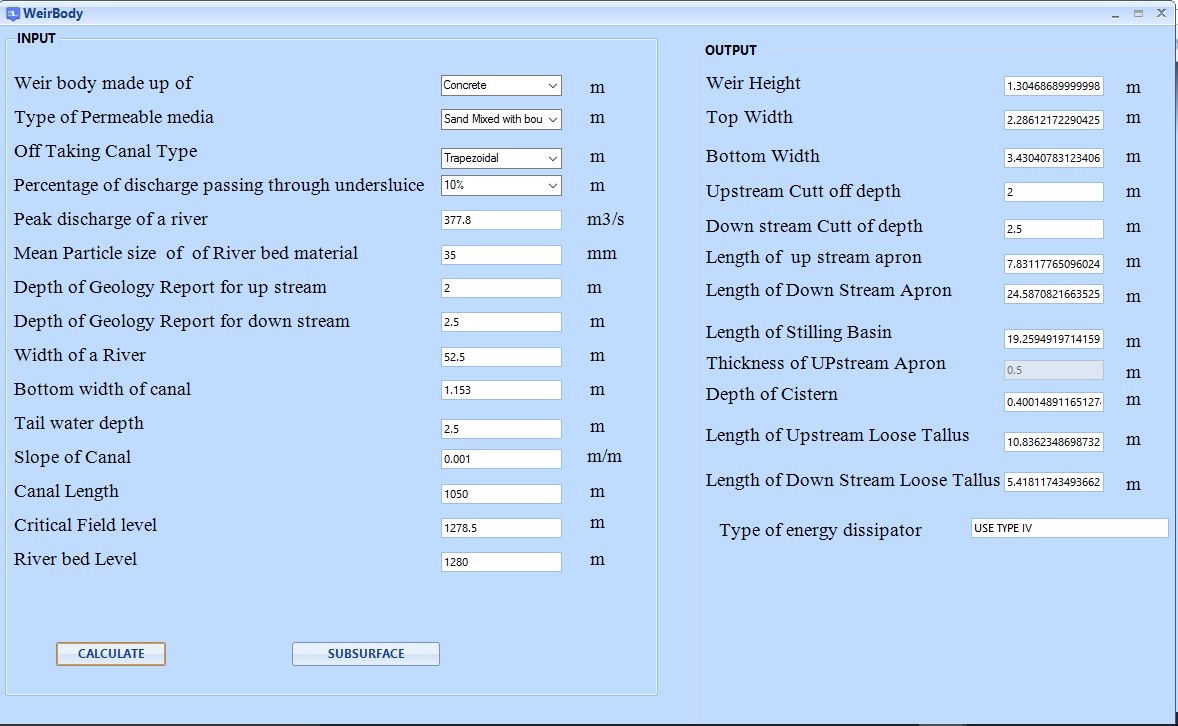 WeirBody
INPUT
Weir body made up of Concrete m
Type of Permeable media Sand Mixed with bou m
Off Taking Canal Type Trapezoidal m
Percentage of discharge passing through undersluice 10% m
Peak discharge of a river 377.8 m3/s
Mean Particle size of of River bed material 35 mm
Depth of Geology Report for up stream 2 m
Depth of Geology Report for down stream 2.5 m
Width of a River 52.5 m
Bottom width of canal 1.153 m
Tail water depth 2.5 m
Slope of Canal 0.001 m/m
Canal Length 1050 m
Critical Field level 1278.5 m
River bed Level 1280 m
CALCULATE SUBSURFACE
OUTPUT
Weir Height 1.30468689999998 m
Top Width 2.28612172290425 m
Bottom Width 3.43040783123406 m
Upstream Cutt off depth 2 m
Down stream Cutt of depth 2.5 m
Length of up stream apron 7.83117765096024 m
Length of Down Stream Apron 24.5870821663525 m
Length of Stilling Basin 19.2594919714159 m
Thickness of UPstream Apron 0.5 m
Depth of Cistern 0.40014891165127 m
Length of Upstream Loose Tallus 10.8362348698732 m
Length of Down Stream Loose Tallus 5.41811743493662 m
Type of energy dissipator USE TYPE IV